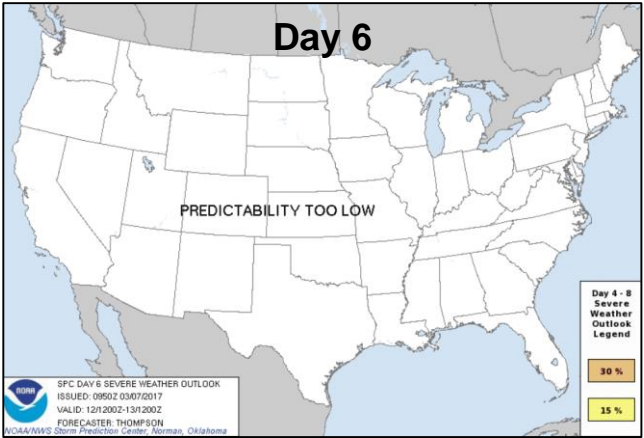 Day 6
PREDICTABILITY TOO LOW
Day 4 - 8
Severe
Weather
Outlook
Legend
30 %
15 %
NOAA
SPC DAY 6 SEVERE WEATHER OUTLOOK
ISSUED: 0950Z 03/07/2017
VALID: 12/1200Z-13/1200Z
FORECASTER: THOMPSON
NOAA/NWS Storm Prediction Center, Norman, Oklahoma